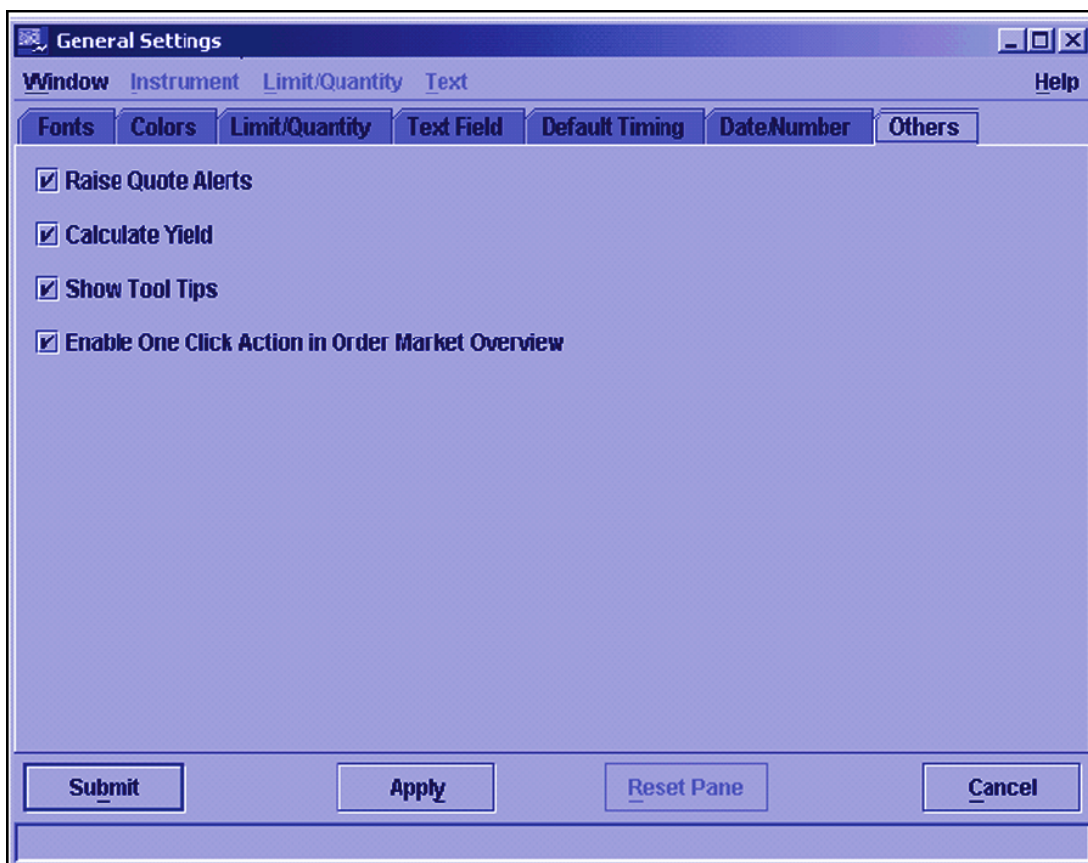 General Settings
Window Instrument Limit/Quantity Text Help
Fonts Colors Limit/Quantity Text Field Default Timing Date/Number Others
Raise Quote Alerts
Calculate Yield
Show Tool Tips
Enable One Click Action in Order Market Overview
Submit Apply Reset Pane Cancel